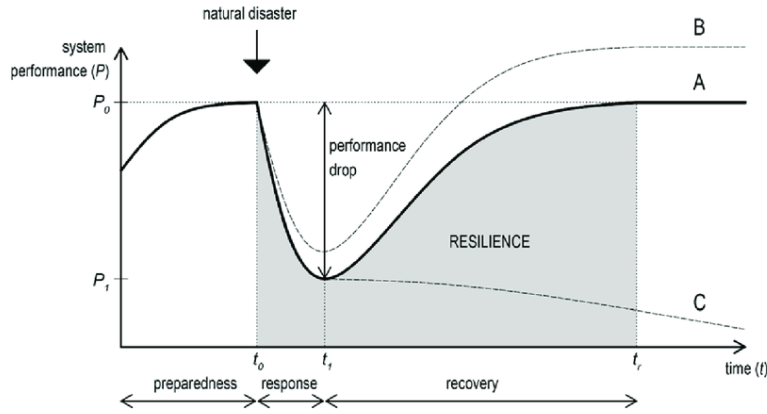 natural disaster
system
performance (P)
B
A
P₀
performance
drop
RESILIENCE
P₁
C
t₀ t₁ tᵣ
time (t)
preparedness response recovery